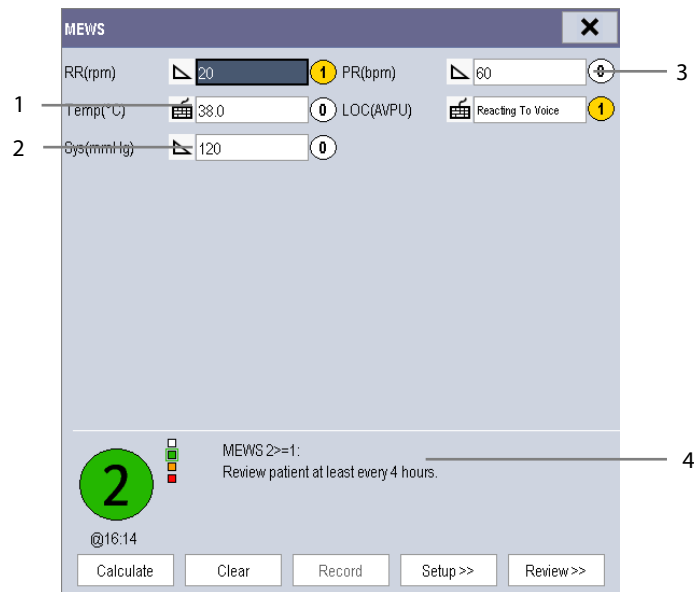 MEWS
RR(rpm) 20 1 PR(bpm) 60 0 3
1 Temp(°C) 38.0 0 LOC(AVPU) Reacting To Voice 1
2 Sys(mmHg) 120 0
MEWS 2>=1:
Review patient at least every 4 hours. 4
2
@16:14
Calculate Clear Record Setup >> Review >>